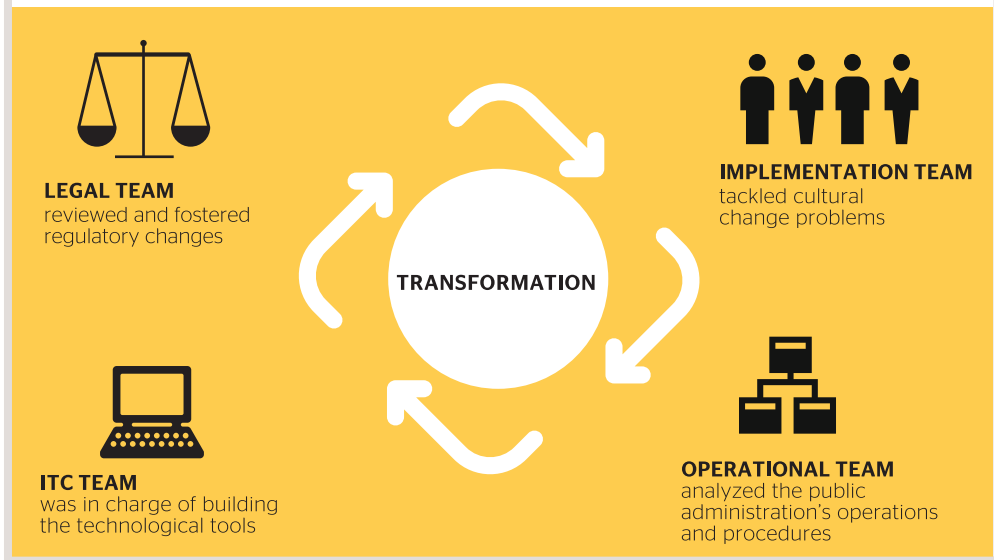 LEGAL TEAM
reviewed and fostered
regulatory changes
IMPLEMENTATION TEAM
tackled cultural
change problems
TRANSFORMATION
ITC TEAM
was in charge of building
the technological tools
OPERATIONAL TEAM
analyzed the public
administration's operations
and procedures